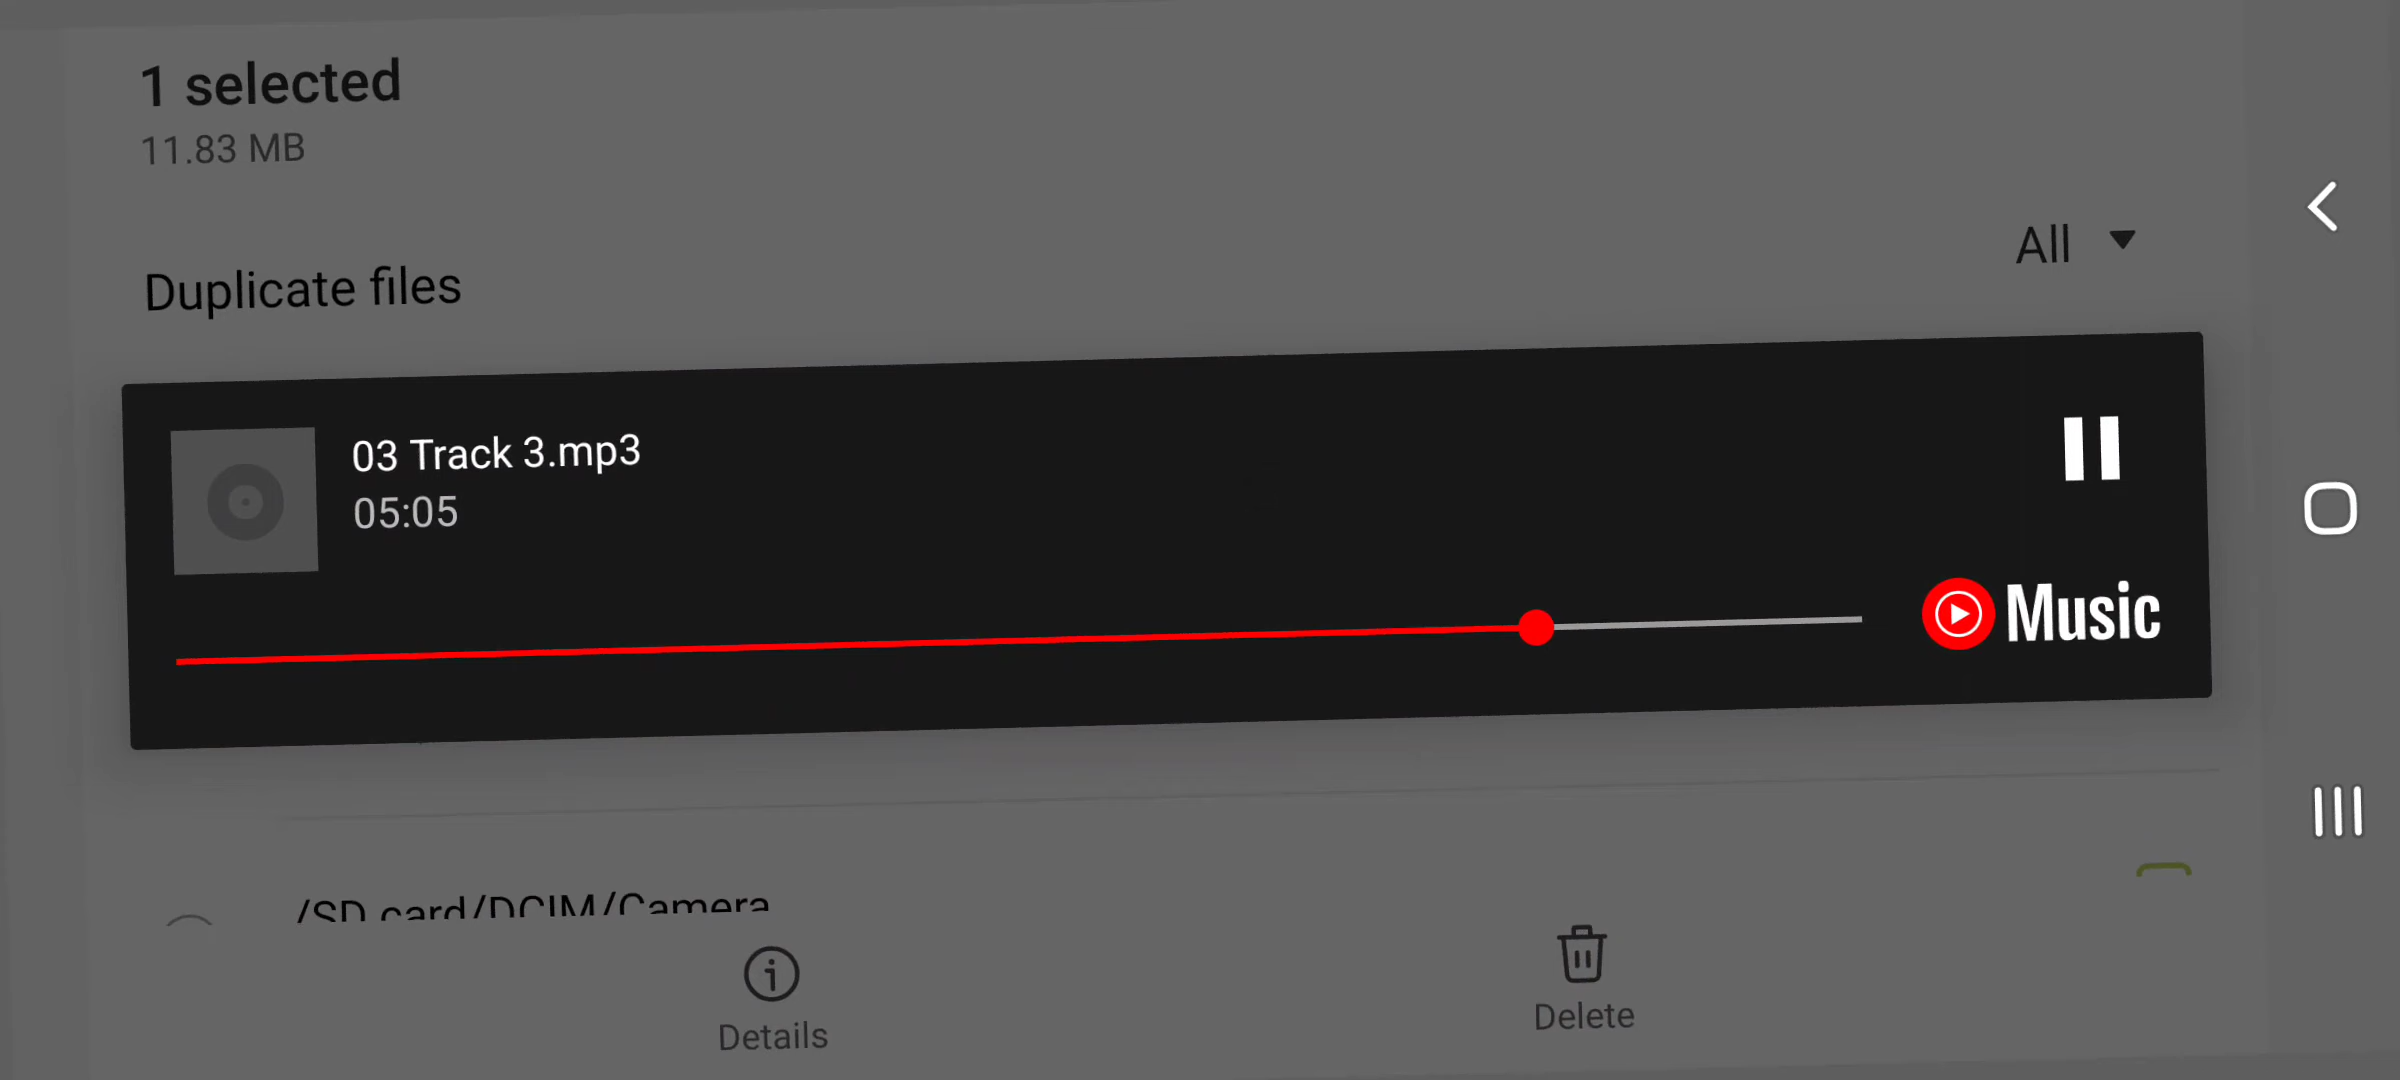 1 selected
11.83 MB
All
Duplicate files
03 Track 3.mp3
05:05
Music
/SD card/DCIM/Camera
Details
Delete